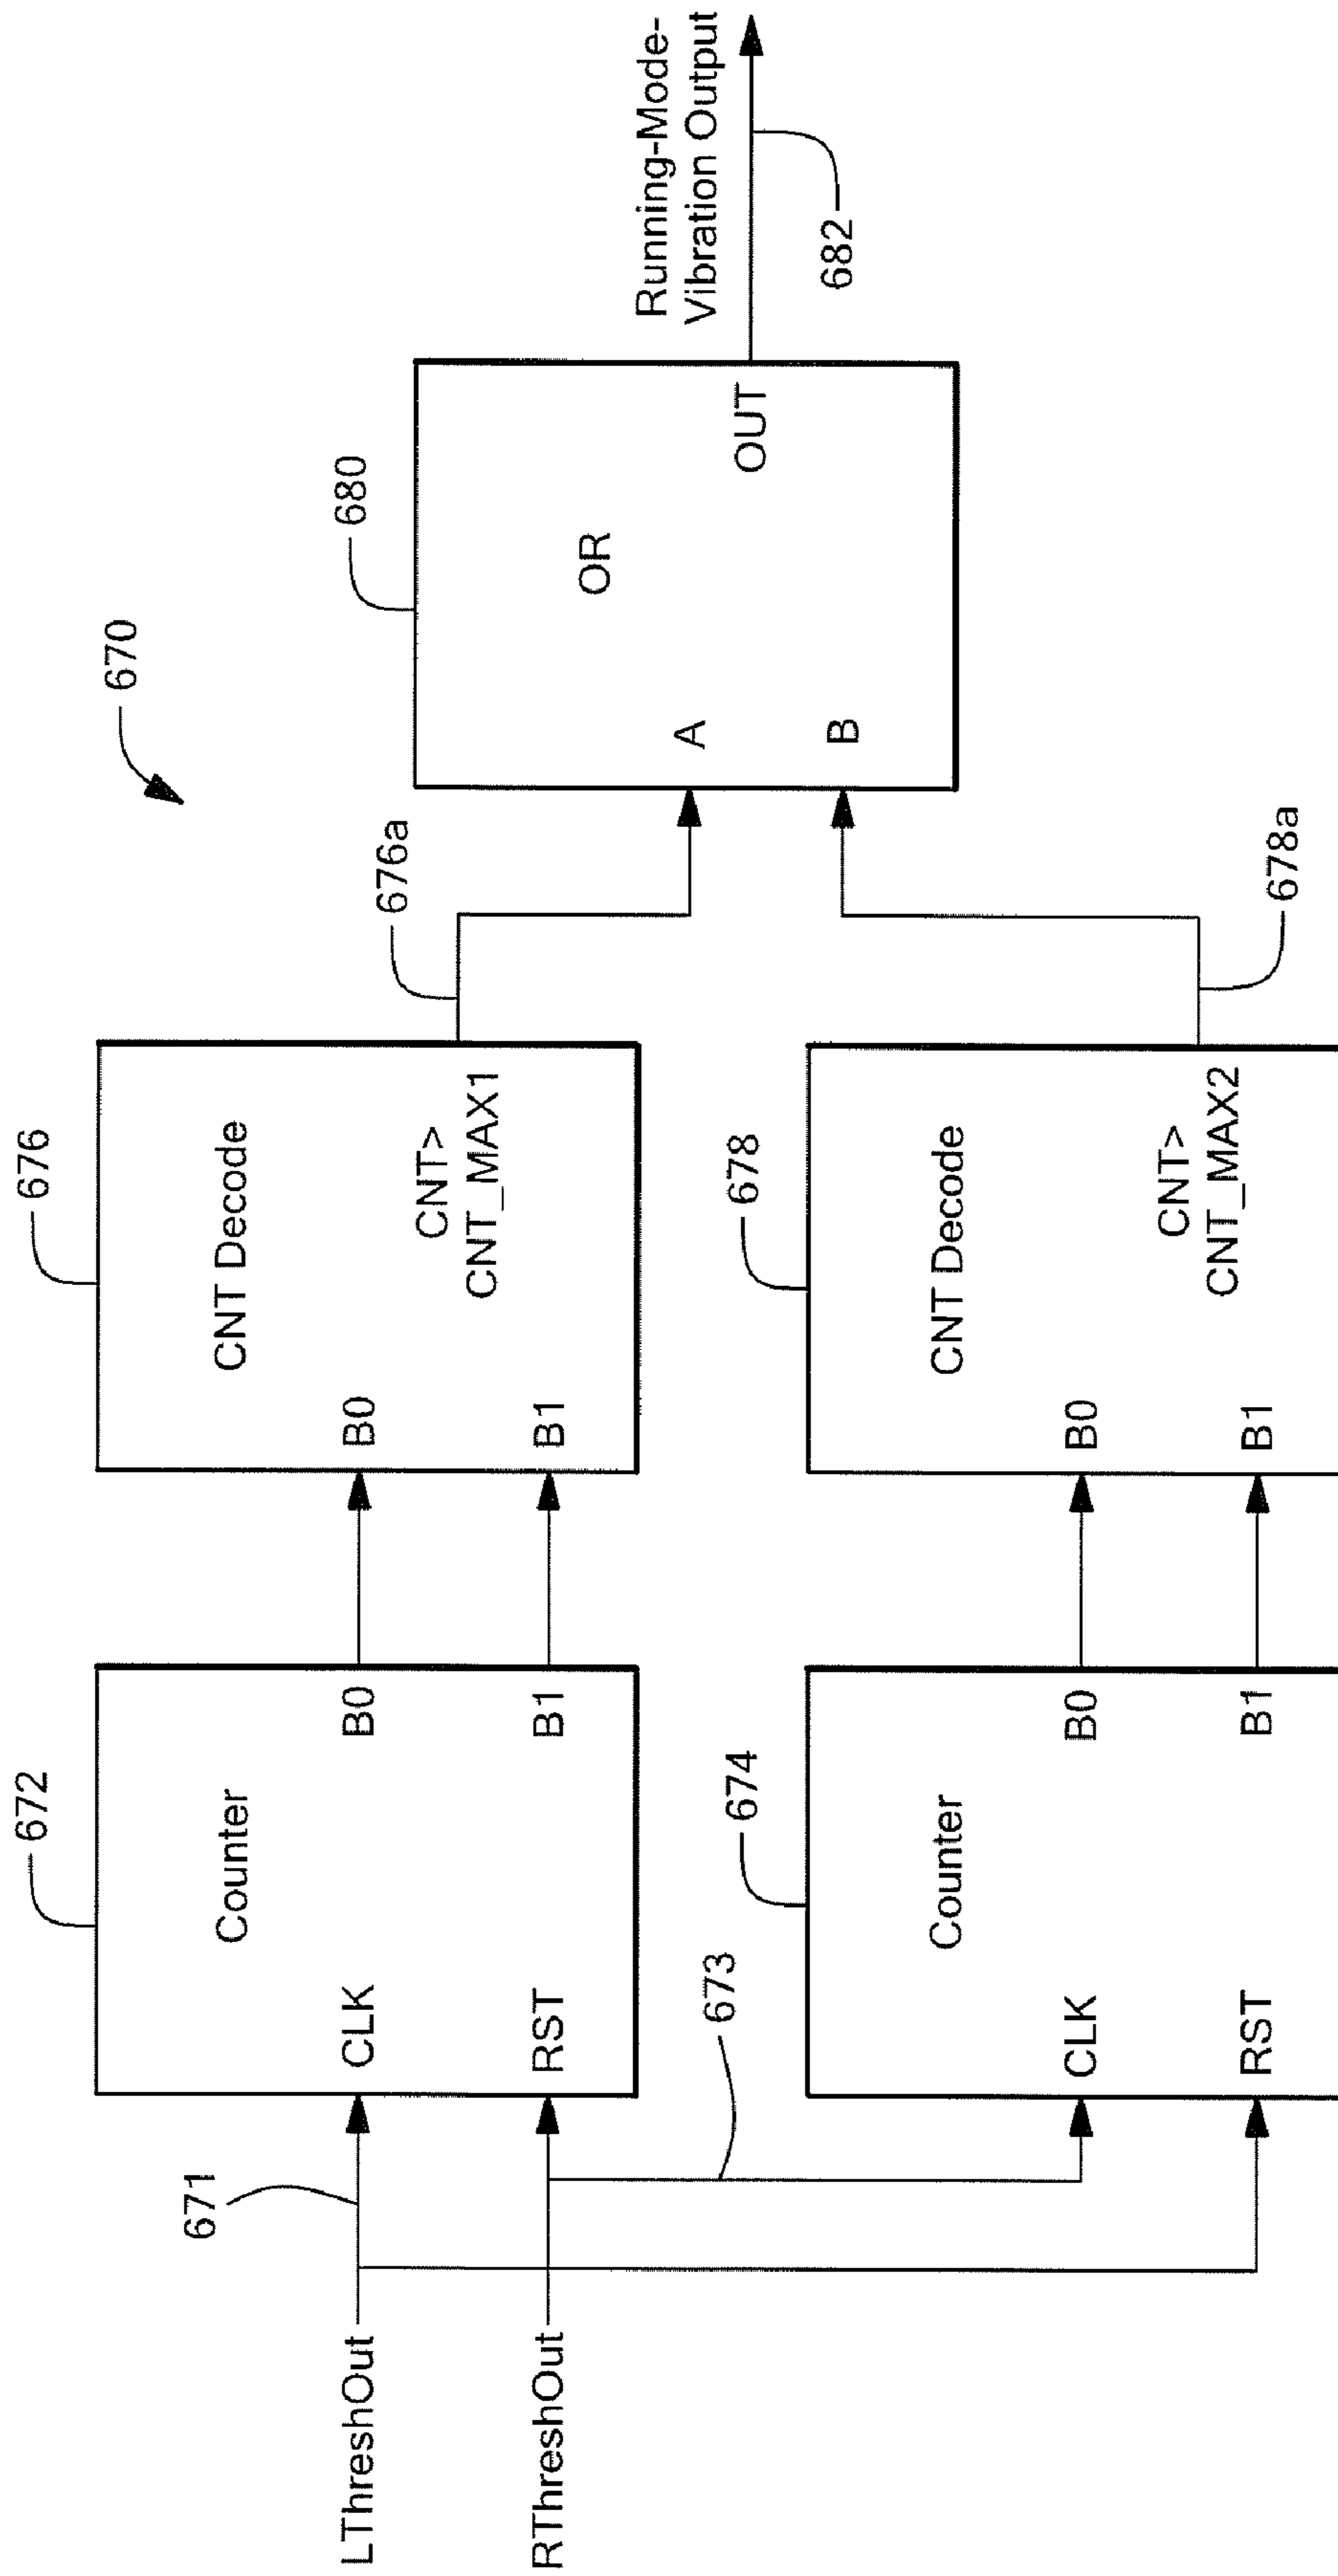 670
672
Counter
CLK
RST
B0
B1
676
CNT Decode
B0
B1
CNT>
CNT_MAX1
676a
680
OR
A
B
OUT
Running-Mode-
Vibration Output
682
LThreshOut
RThreshOut
671
673
674
Counter
CLK
RST
B0
B1
678
CNT Decode
B0
B1
CNT>
CNT_MAX2
678a